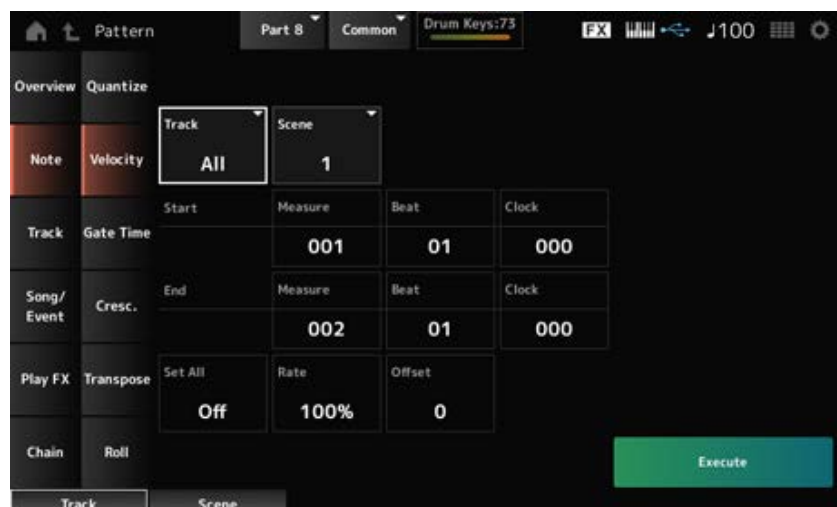 Pattern
Part 8
Common
Drum Keys:73
FX
♩100
Overview
Quantize
Note
Velocity
Track
All
Scene
1
Start
Measure
001
Beat
01
Clock
000
Track
Gate Time
End
Measure
002
Beat
01
Clock
000
Song/
Event
Cresc.
Play FX
Transpose
Set All
Off
Rate
100%
Offset
0
Chain
Roll
Execute
Track
Scene